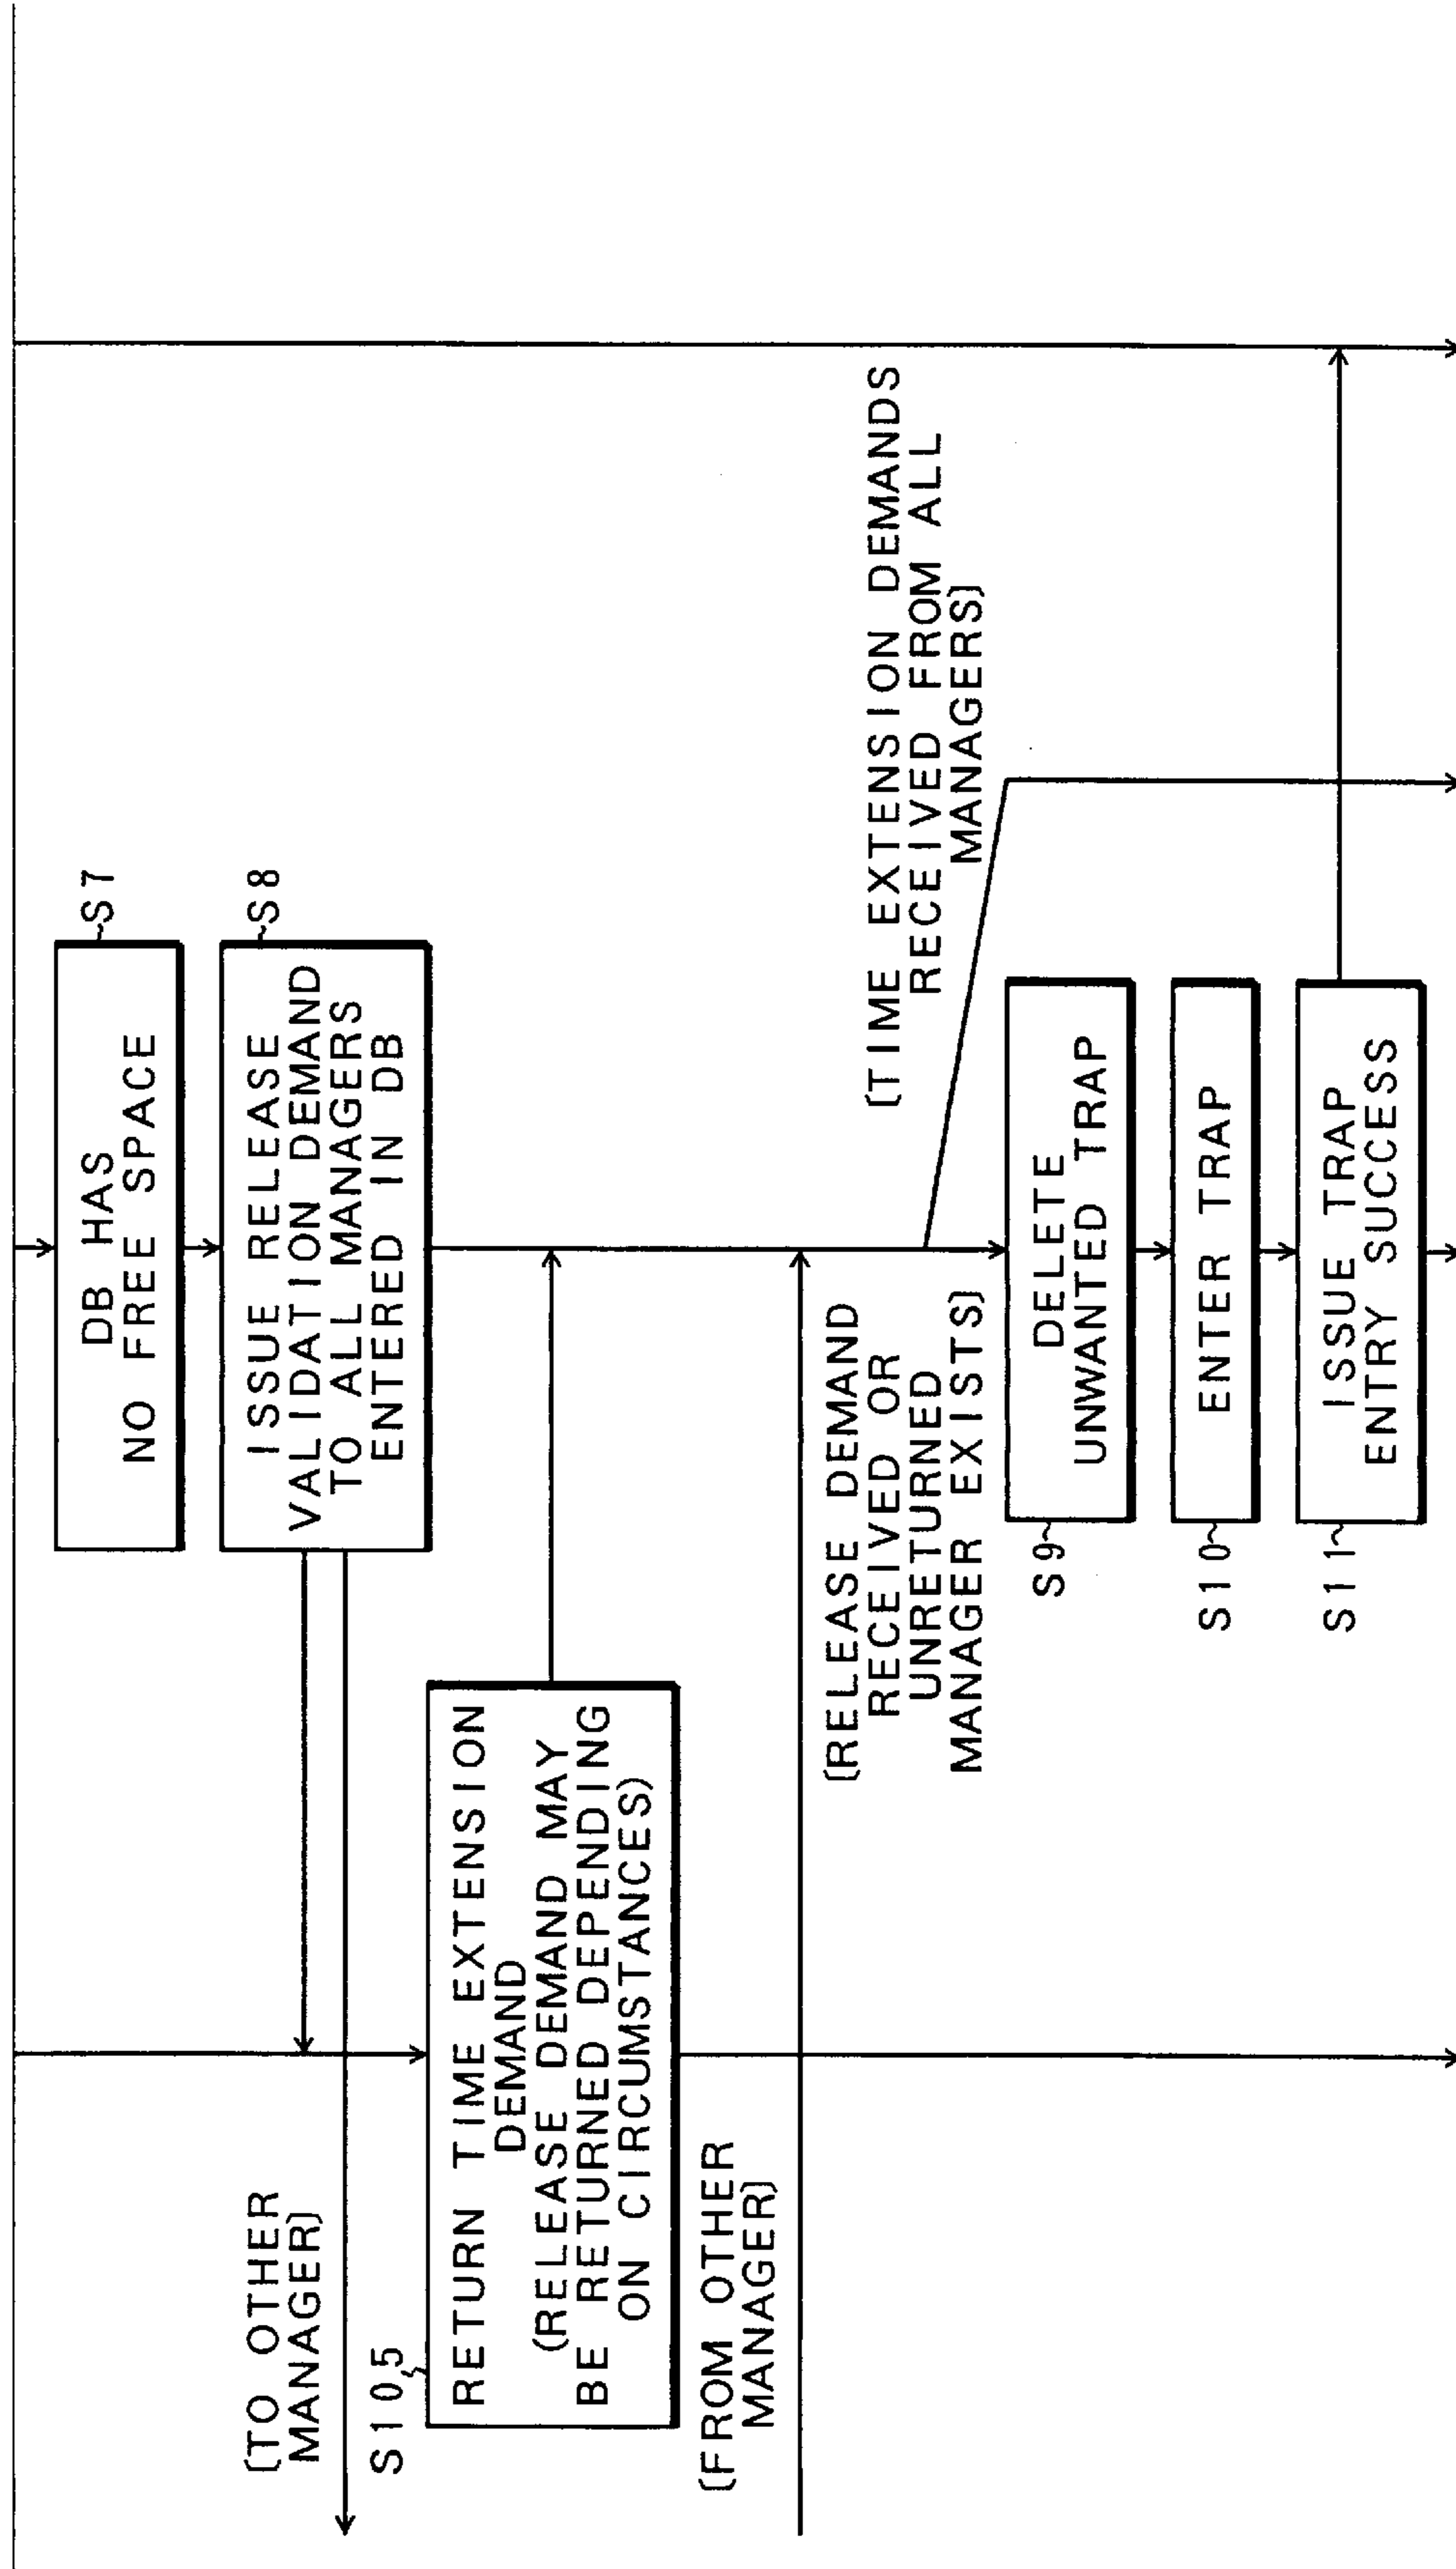 DB HAS
NO FREE SPACE
S7
ISSUE RELEASE
VALIDATION DEMAND
TO ALL MANAGERS
ENTERED IN DB
S8
(TO OTHER
MANAGER)
S105
RETURN TIME EXTENSION
DEMAND
(RELEASE DEMAND MAY
BE RETURNED DEPENDING
ON CIRCUMSTANCES)
(FROM OTHER
MANAGER)
(RELEASE DEMAND
RECEIVED OR
UNRETURNED
MANAGER EXISTS)
(TIME EXTENSION DEMANDS
RECEIVED FROM ALL
MANAGERS)
S9
DELETE
UNWANTED TRAP
S10
ENTER TRAP
S11
ISSUE TRAP
ENTRY SUCCESS